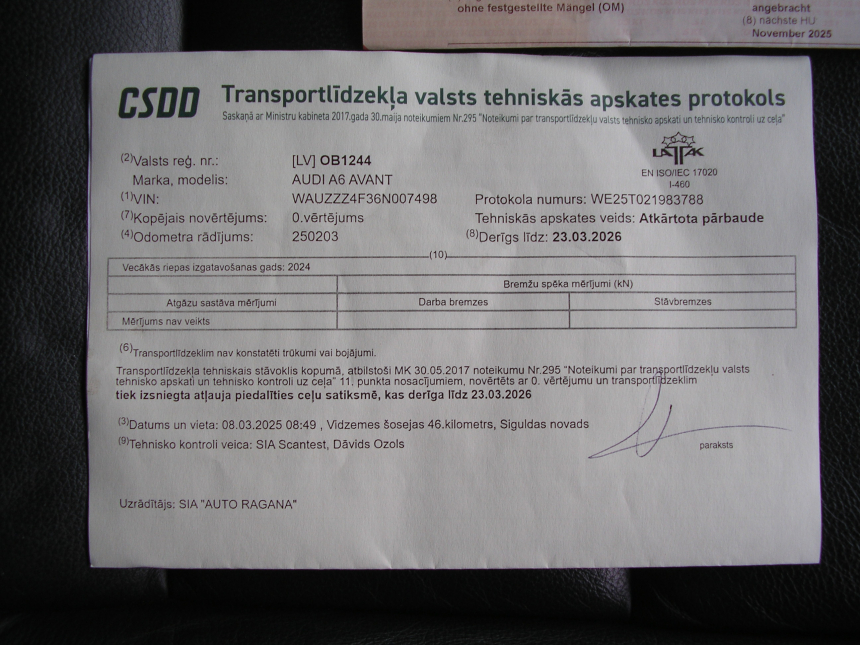 ohne festgestellte Mängel (OM)
angebracht
(8) nächste HU
November 2025
CSDD
Transportlīdzekļa valsts tehniskās apskates protokols
Saskaņā ar Ministru kabineta 2017.gada 30.maija noteikumiem Nr.295 "Noteikumi par transportlīdzekļu valsts tehnisko apskati un tehnisko kontroli uz ceļa"
LATAK
EN ISO/IEC 17020
I-460
(2)Valsts reģ. nr.: [LV] OB1244
Marka, modelis: AUDI A6 AVANT
(1)VIN: WAUZZZ4F36N007498 Protokola numurs: WE25T021983788
(7)Kopējais novērtējums: 0.vērtējums Tehniskās apskates veids: Atkārtota pārbaude
(4)Odometra rādījums: 250203 (8)Derīgs līdz: 23.03.2026
(10)
Vecākās riepas izgatavošanas gads: 2024
Bremžu spēka mērījumi (kN)
Atgāzu sastāva mērījumi Darba bremzes Stāvbremzes
Mērījums nav veikts
(6)Transportlīdzeklim nav konstatēti trūkumi vai bojājumi.
Transportlīdzekļa tehniskais stāvoklis kopumā, atbilstoši MK 30.05.2017 noteikumu Nr.295 "Noteikumi par transportlīdzekļu valsts
tehnisko apskati un tehnisko kontroli uz ceļa" 11. punkta nosacījumiem, novērtēts ar 0. vērtējumu un transportlīdzeklim
tiek izsniegta atļauja piedalīties ceļu satiksmē, kas derīga līdz 23.03.2026
(3)Datums un vieta: 08.03.2025 08:49 , Vidzemes šosejas 46.kilometrs, Siguldas novads
(9)Tehnisko kontroli veica: SIA Scantest, Dāvids Ozols
paraksts
Uzrādītājs: SIA "AUTO RAGANA"